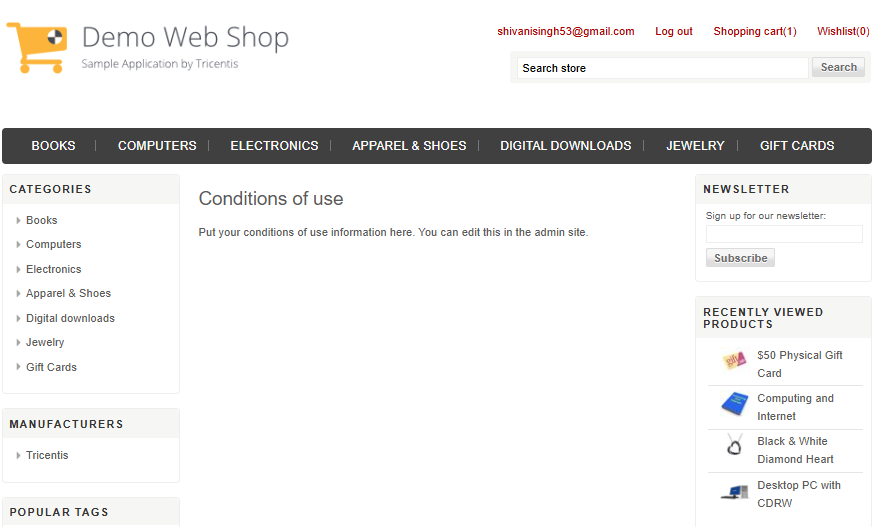 Demo Web Shop
Sample Application by Tricentis
shivanisingh53@gmail.com Log out Shopping cart(1) Wishlist(0)
Search store Search
BOOKS COMPUTERS ELECTRONICS APPAREL & SHOES DIGITAL DOWNLOADS JEWELRY GIFT CARDS
CATEGORIES
Books
Computers
Electronics
Apparel & Shoes
Digital downloads
Jewelry
Gift Cards
MANUFACTURERS
Tricentis
POPULAR TAGS
Conditions of use
Put your conditions of use information here. You can edit this in the admin site.
NEWSLETTER
Sign up for our newsletter:
Subscribe
RECENTLY VIEWED
PRODUCTS
$50 Physical Gift
Card
Computing and
Internet
Black & White
Diamond Heart
Desktop PC with
CDRW